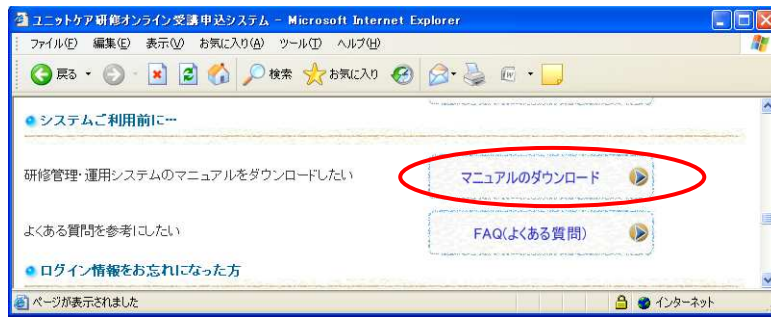 ユニットケア研修オンライン受講申込システム - Microsoft Internet Explorer
ファイル(F) 編集(E) 表示(V) お気に入り(A) ツール(T) ヘルプ(H)
戻る 検索 お気に入り
システムご利用前に…
研修管理・運用システムのマニュアルをダウンロードしたい マニュアルのダウンロード
よくある質問を参考にしたい FAQ(よくある質問)
ログイン情報をお忘れになった方
ページが表示されました インターネット